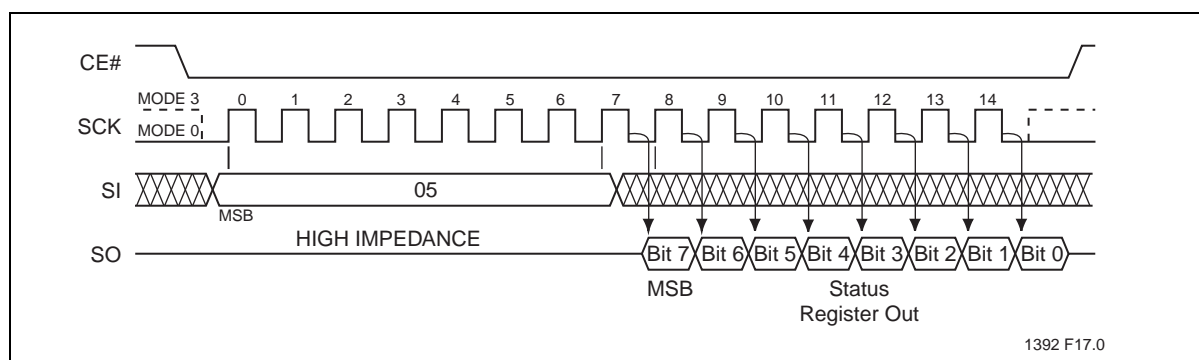 CE#
MODE 3 0 1 2 3 4 5 6 7 8 9 10 11 12 13 14
SCK MODE 0
SI 05
MSB
HIGH IMPEDANCE
SO Bit 7 Bit 6 Bit 5 Bit 4 Bit 3 Bit 2 Bit 1 Bit 0
MSB Status
Register Out
1392 F17.0